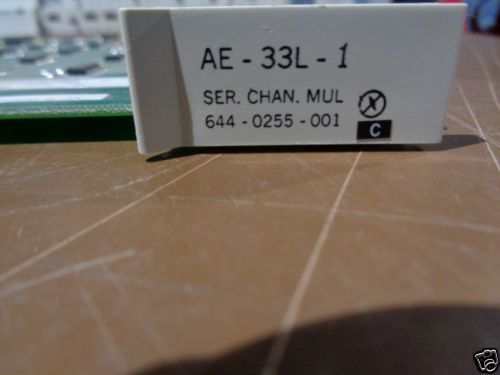 AE - 33L - 1
SER. CHAN. MUL
644 - 0255 - 001
X
C